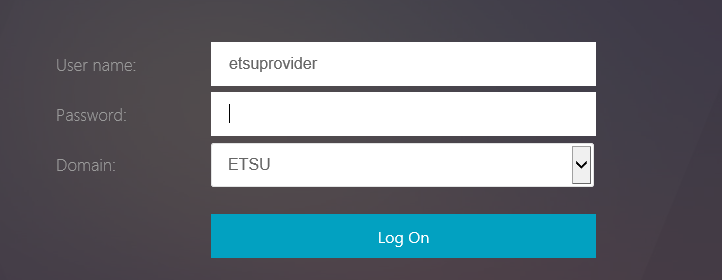 User name: etsuprovider
Password:
Domain: ETSU
Log On